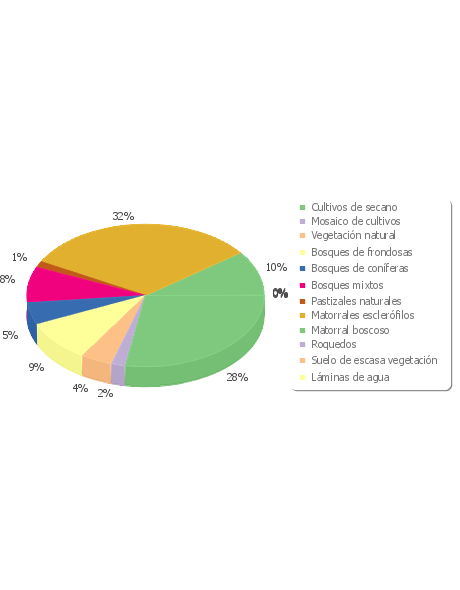 32%
1%
8%
5%
9%
4%
2%
28%
10%
0%
Cultivos de secano
Mosaico de cultivos
Vegetación natural
Bosques de frondosas
Bosques de coníferas
Bosques mixtos
Pastizales naturales
Matorrales esclerófilos
Matorral boscoso
Roquedos
Suelo de escasa vegetación
Láminas de agua